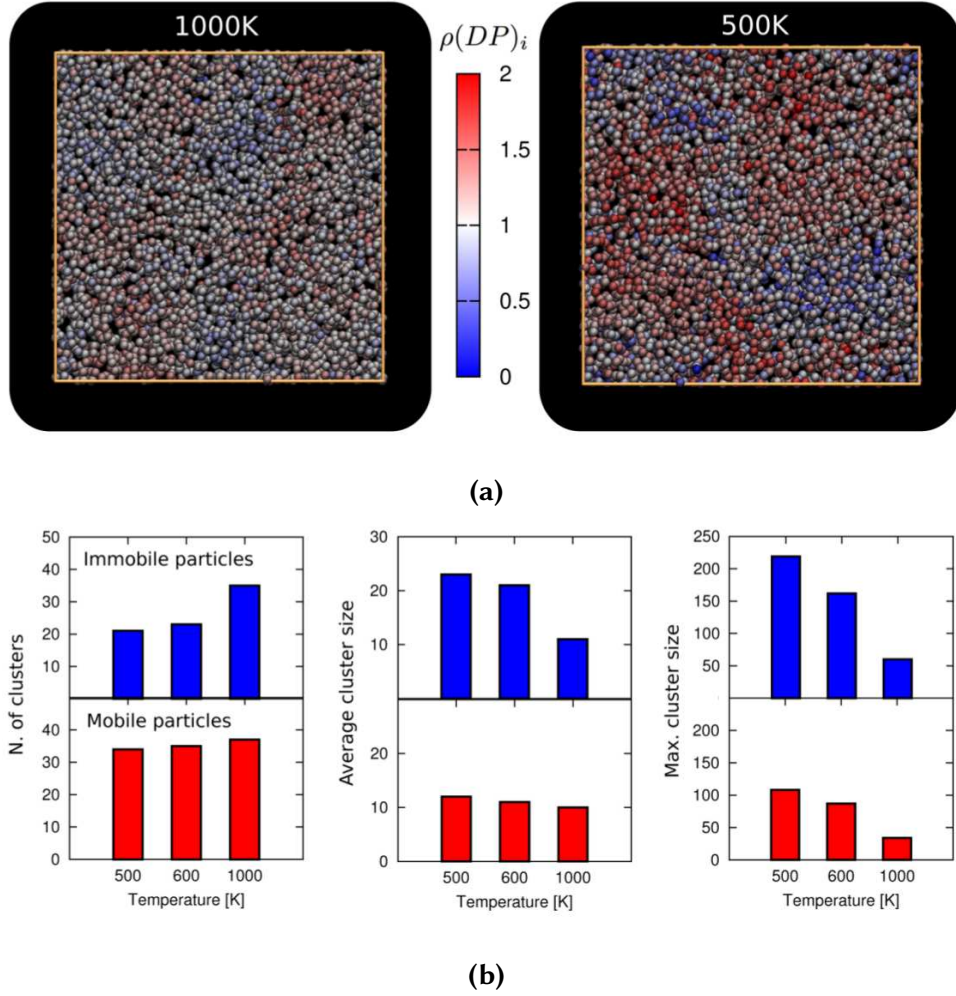 1000K
ρ(DP)i
500K
2
1.5
1
0.5
0
(a)
N. of clusters
50
40
30
20
10
Immobile particles
40
30
20
10
0
Mobile particles
500 600 1000
Temperature [K]
Average cluster size
30
20
10
20
10
0
500 600 1000
Temperature [K]
Max. cluster size
250
200
150
100
50
200
150
100
50
0
500 600 1000
Temperature [K]
(b)